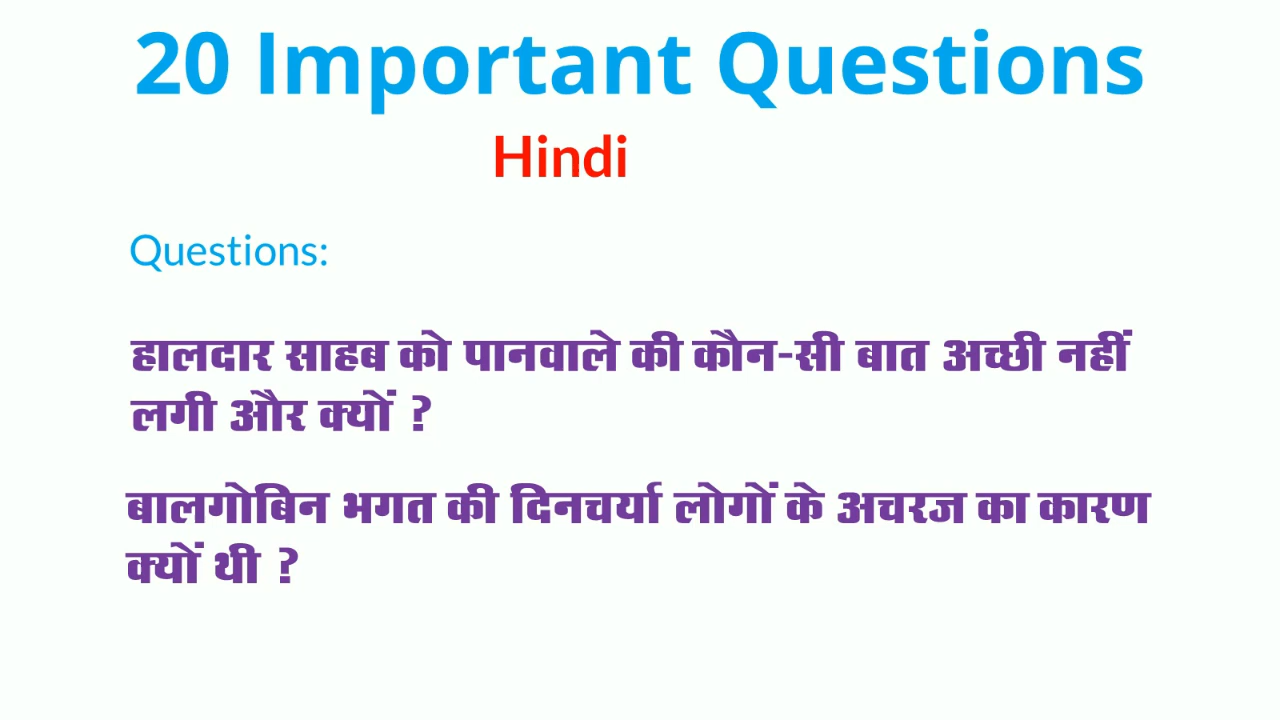 20 Important Questions
Hindi
Questions:
हालदार साहब को पानवाले की कौन-सी बात अच्छी नहीं
लगी और क्यों ?
बालगोबिन भगत की दिनचर्या लोगों के अचरज का कारण
क्यों थी ?